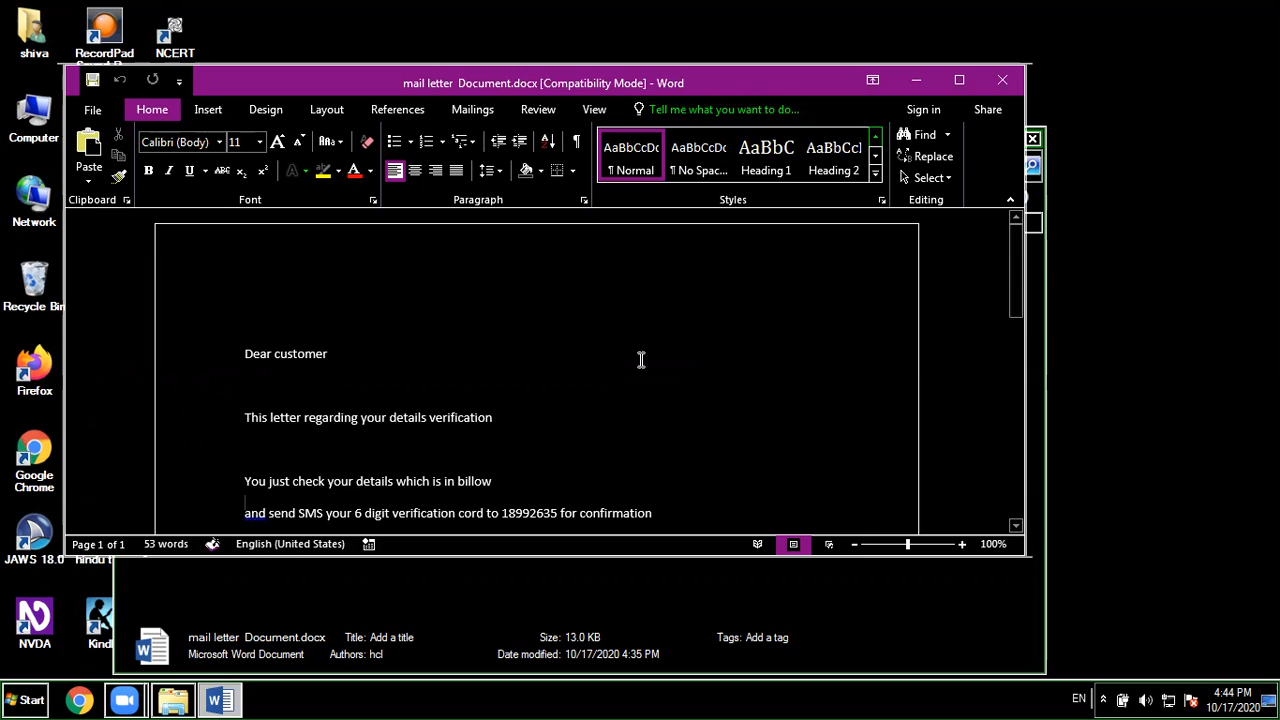 shiva
RecordPad
NCERT
mail letter  Document.docx [Compatibility Mode] - Word
File
Home
Insert
Design
Layout
References
Mailings
Review
View
Tell me what you want to do...
Sign in
Share
Paste
Calibri (Body)
11
AaBbCcDc
AaBbCcDc
AaBbC
AaBbCcl
¶ Normal
¶ No Spac...
Heading 1
Heading 2
Find
Replace
Select
Clipboard
Font
Paragraph
Styles
Editing
Computer
Network
Recycle Bin
Firefox
Google
Chrome
JAWS 18.0
hindu t
NVDA
Kindl
Dear customer
This letter regarding your details verification
You just check your details which is in billow
and send SMS your 6 digit verification cord to 18992635 for confirmation
Page 1 of 1
53 words
English (United States)
100%
mail letter  Document.docx
Title: Add a title
Size: 13.0 KB
Tags: Add a tag
Microsoft Word Document
Authors: hcl
Date modified: 10/17/2020 4:35 PM
Start
EN
4:44 PM
10/17/2020